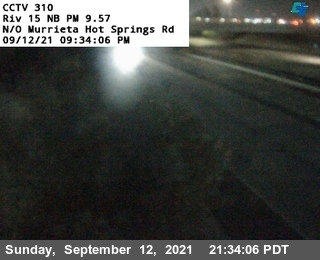 CCTV 310
Riv 15 NB PM 9.57
N/O Murrieta Hot Springs Rd
09/12/21 09:34:06 PM
Sunday, September 12, 2021 21:34:06 PDT